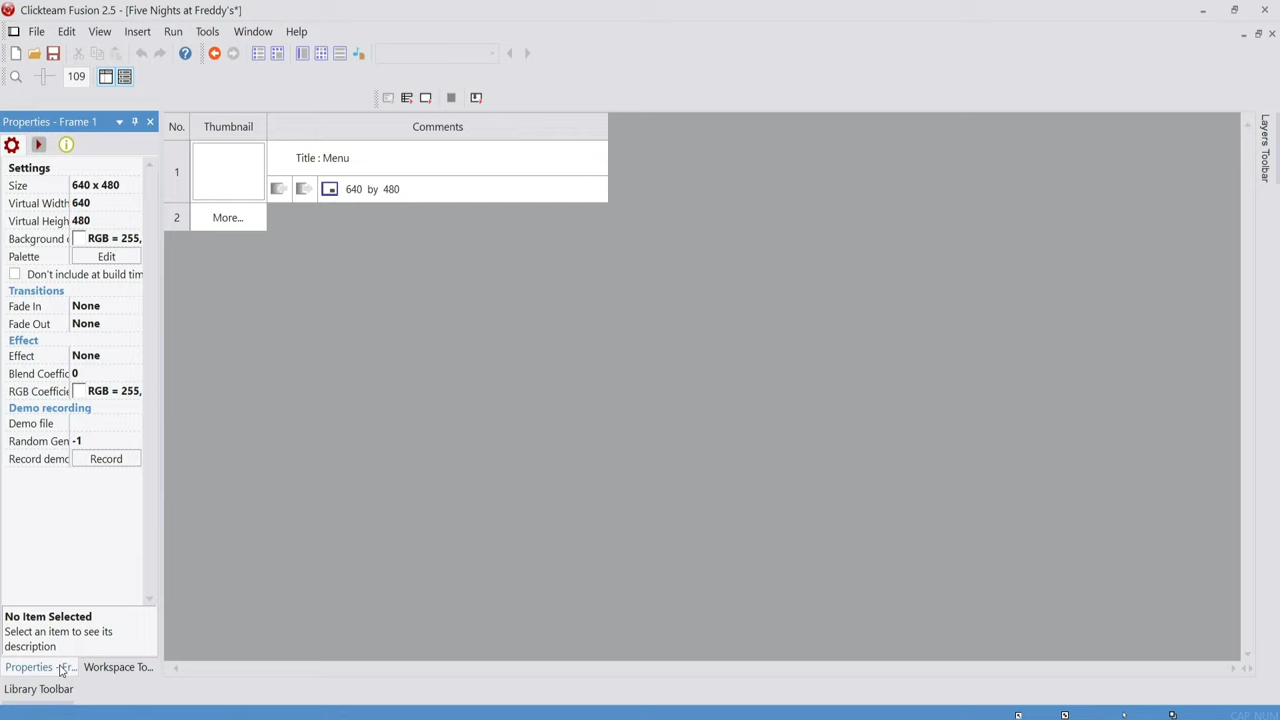 Clickteam Fusion 2.5 - [Five Nights at Freddy's*]
File Edit View Insert Run Tools Window Help
109
Properties - Frame 1
No. Thumbnail Comments
Settings
1 Title : Menu
Size 640 x 480
640 by 480
Virtual Width 640
Virtual Heigh 480
2 More...
Background c RGB = 255,
Palette Edit
Don't include at build tim
Transitions
Fade In None
Fade Out None
Effect
Effect None
Blend Coeffic 0
RGB Coefficie RGB = 255,
Demo recording
Demo file
Random Gen -1
Record demo Record
No Item Selected
Select an item to see its
description
Properties - Fr... Workspace To...
Library Toolbar
Layers Toolbar
CAP NUM